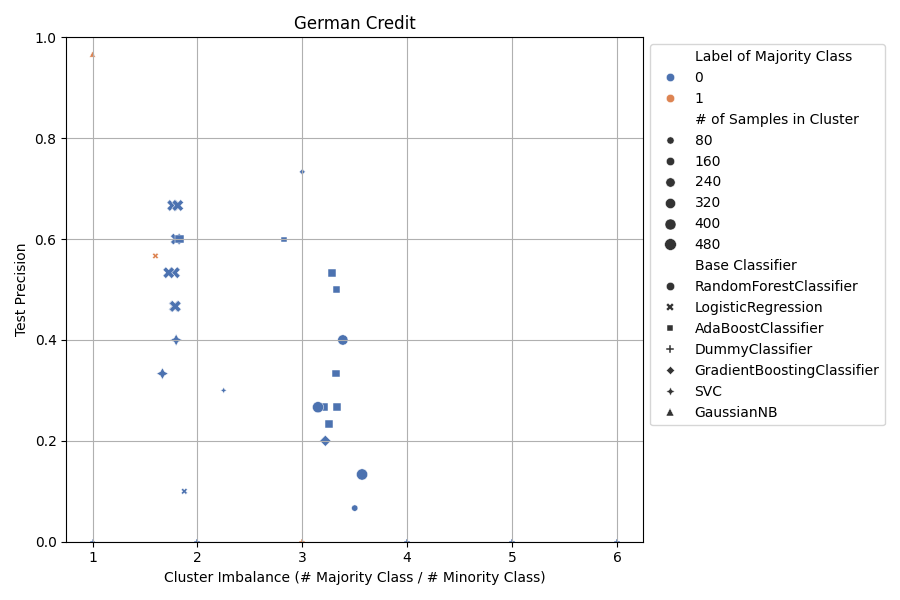 German Credit
1.0
0.8
0.6
0.4
0.2
0.0
Test Precision
1
2
3
4
5
6
Cluster Imbalance (# Majority Class / # Minority Class)
Label of Majority Class
0
1
# of Samples in Cluster
80
160
240
320
400
480
Base Classifier
RandomForestClassifier
LogisticRegression
AdaBoostClassifier
DummyClassifier
GradientBoostingClassifier
SVC
GaussianNB